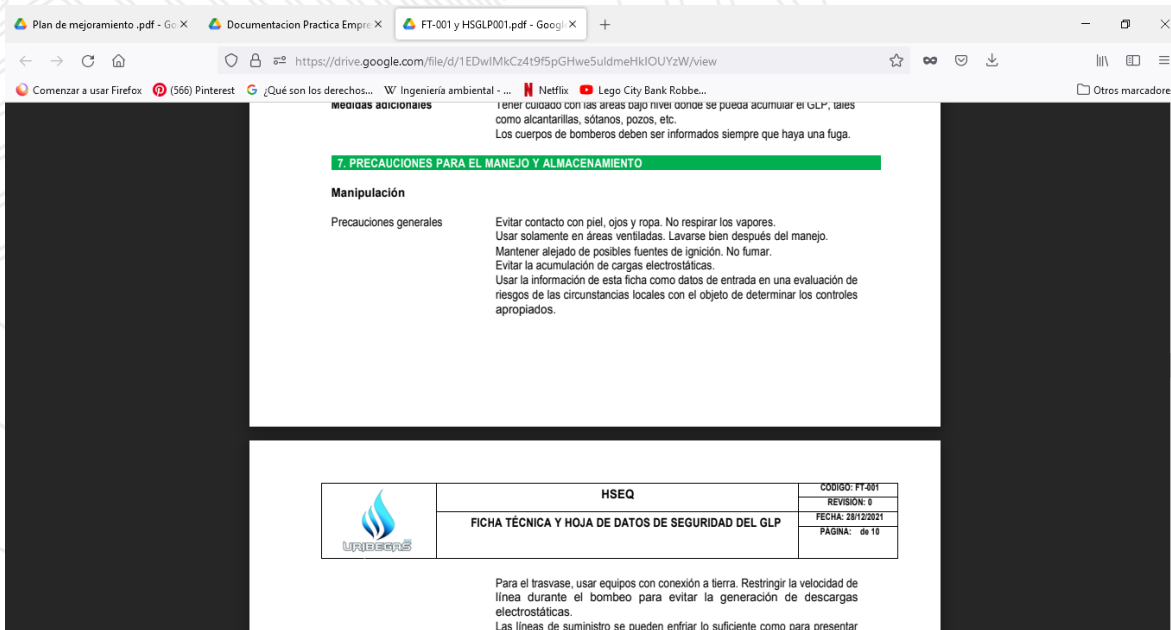 Plan de mejoramiento .pdf - Go
Documentacion Practica Empre
FT-001 y HSGLP001.pdf - Googl
https://drive.google.com/file/d/1EDwIMkCz4t9f5pGHwe5uldmeHkIOUYzW/view
Comenzar a usar Firefox (566) Pinterest ¿Qué son los derechos... Ingeniería ambiental - ... Netflix Lego City Bank Robbe... Otros marcadore
Medidas adicionales Tener cuidado con las áreas bajo nivel donde se pueda acumular el GLP, tales
como alcantarillas, sótanos, pozos, etc.
Los cuerpos de bomberos deben ser informados siempre que haya una fuga.
7. PRECAUCIONES PARA EL MANEJO Y ALMACENAMIENTO
Manipulación
Precauciones generales Evitar contacto con piel, ojos y ropa. No respirar los vapores.
Usar solamente en áreas ventiladas. Lavarse bien después del manejo.
Mantener alejado de posibles fuentes de ignición. No fumar.
Evitar la acumulación de cargas electrostáticas.
Usar la información de esta ficha como datos de entrada en una evaluación de
riesgos de las circunstancias locales con el objeto de determinar los controles
apropiados.
URIBEGAS
HSEQ
FICHA TÉCNICA Y HOJA DE DATOS DE SEGURIDAD DEL GLP
CODIGO: FT-001
REVISIÓN: 0
FECHA: 28/12/2021
PÁGINA: de 10
Para el trasvase, usar equipos con conexión a tierra. Restringir la velocidad de
línea durante el bombeo para evitar la generación de descargas
electrostáticas.
Las líneas de suministro se pueden enfriar lo suficiente como para presentar